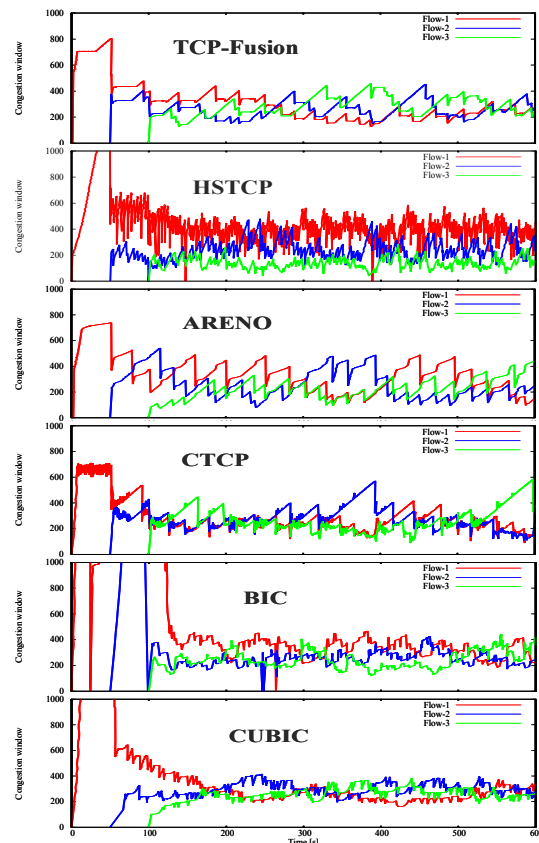 1000
800
600
400
200
0
Congestion window
TCP-Fusion
Flow-1
Flow-2
Flow-3
1000
800
600
400
200
0
Congestion window
HSTCP
Flow-1
Flow-2
Flow-3
1000
800
600
400
200
0
Congestion window
ARENO
Flow-1
Flow-2
Flow-3
1000
800
600
400
200
0
Congestion window
CTCP
Flow-1
Flow-2
Flow-3
1000
800
600
400
200
0
Congestion window
BIC
Flow-1
Flow-2
Flow-3
1000
800
600
400
200
0
Congestion window
CUBIC
Flow-1
Flow-2
Flow-3
0 100 200 300 400 500 60
Time [s]